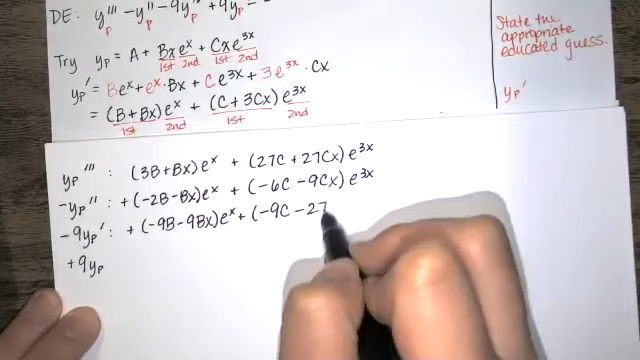 DE: y_p''' - y_p'' - 9y_p' + 9y_p = -
Try y_p = A + Bxe^x + Cxe^3x
1st 2nd 1st 2nd
y_p' = Be^x + e^x · Bx + Ce^3x + 3e^3x · Cx
= (B + Bx)e^x + (C + 3Cx)e^3x
1st 2nd 1st 2nd
State the
appropriate
educated guess.
y_p'
y_p''' : (3B + Bx)e^x + (27C + 27Cx)e^3x
-y_p'' : + (-2B - Bx)e^x + (-6C - 9Cx)e^3x
-9y_p' : + (-9B - 9Bx)e^x + (-9C - 27
+9y_p